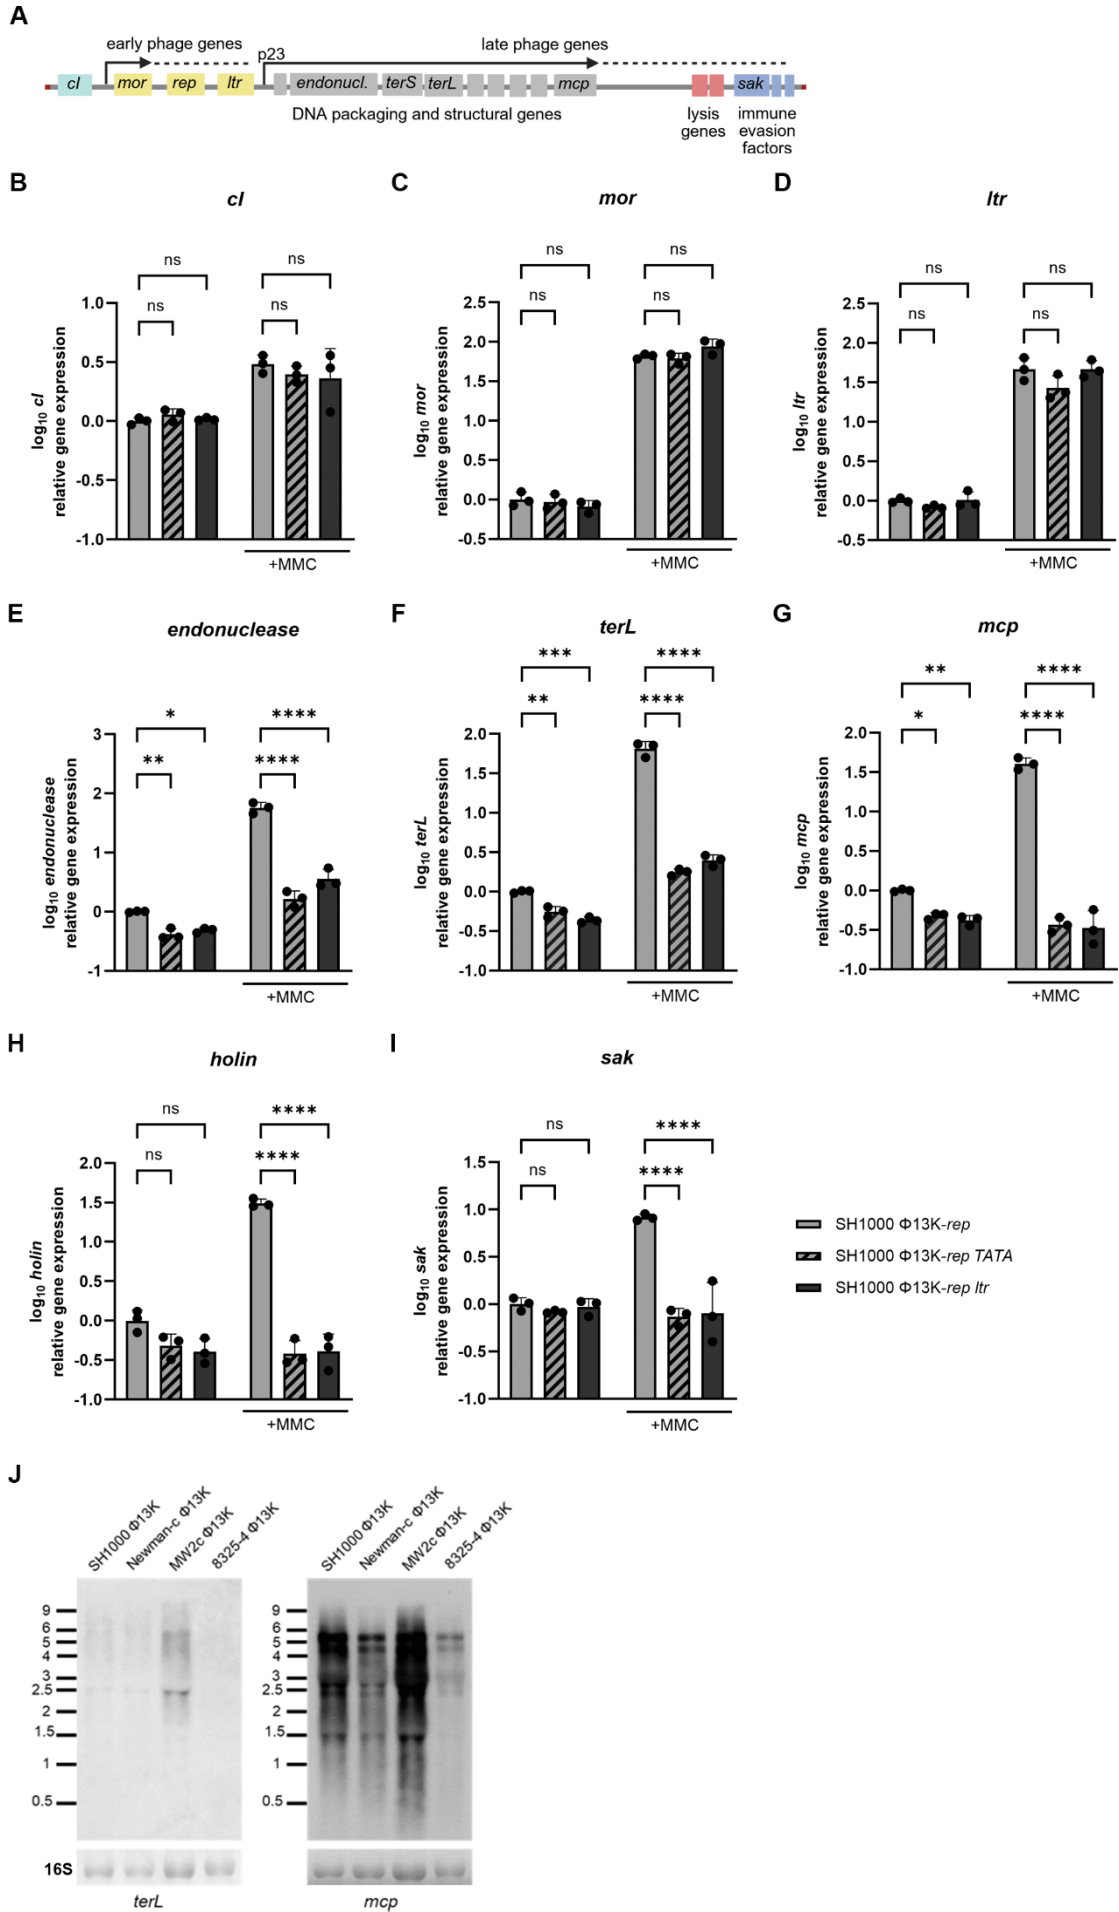 A
early phage genes
p23
late phage genes
cI
mor
rep
ltr
endonucl.
terS
terL
mcp
sak
DNA packaging and structural genes
lysis
genes
immune
evasion
factors
B
cI
ns
ns
ns
ns
log10 cI
relative gene expression
1.0
0.5
0.0
-0.5
-1.0
+MMC
C
mor
ns
ns
ns
ns
log10 mor
relative gene expression
2.5
2.0
1.5
1.0
0.5
0.0
-0.5
+MMC
D
ltr
ns
ns
ns
ns
log10 ltr
relative gene expression
2.5
2.0
1.5
1.0
0.5
0.0
-0.5
+MMC
E
endonuclease
*
**
****
****
log10 endonuclease
relative gene expression
3
2
1
0
-1
+MMC
F
terL
***
**
****
****
log10 terL
relative gene expression
2.0
1.5
1.0
0.5
0.0
-0.5
-1.0
+MMC
G
mcp
**
*
****
****
log10 mcp
relative gene expression
2.0
1.5
1.0
0.5
0.0
-0.5
-1.0
+MMC
H
holin
ns
ns
****
****
log10 holin
relative gene expression
2.0
1.5
1.0
0.5
0.0
-0.5
-1.0
+MMC
I
sak
ns
ns
****
****
log10 sak
relative gene expression
1.5
1.0
0.5
0.0
-0.5
-1.0
+MMC
SH1000 Φ13K-rep
SH1000 Φ13K-rep TATA
SH1000 Φ13K-rep ltr
J
SH1000 Φ13K
Newman-c Φ13K
MW2c Φ13K
8325-4 Φ13K
9
6
5
4
3
2.5
2
1.5
1
0.5
16S
terL
SH1000 Φ13K
Newman-c Φ13K
MW2c Φ13K
8325-4 Φ13K
9
6
5
4
3
2.5
2
1.5
1
0.5
mcp